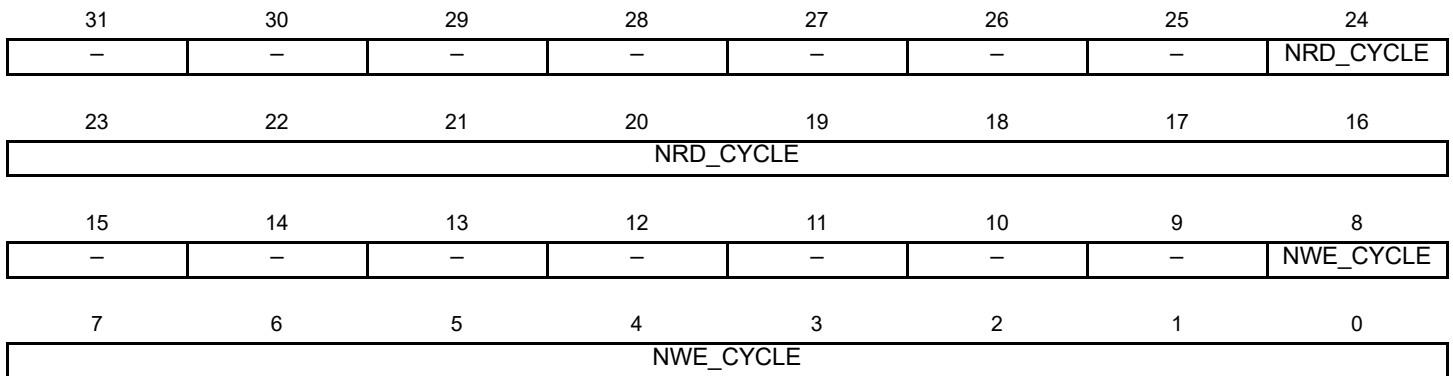 31 30 29 28 27 26 25 24
– – – – – – – NRD_CYCLE
23 22 21 20 19 18 17 16
NRD_CYCLE
15 14 13 12 11 10 9 8
– – – – – – – NWE_CYCLE
7 6 5 4 3 2 1 0
NWE_CYCLE